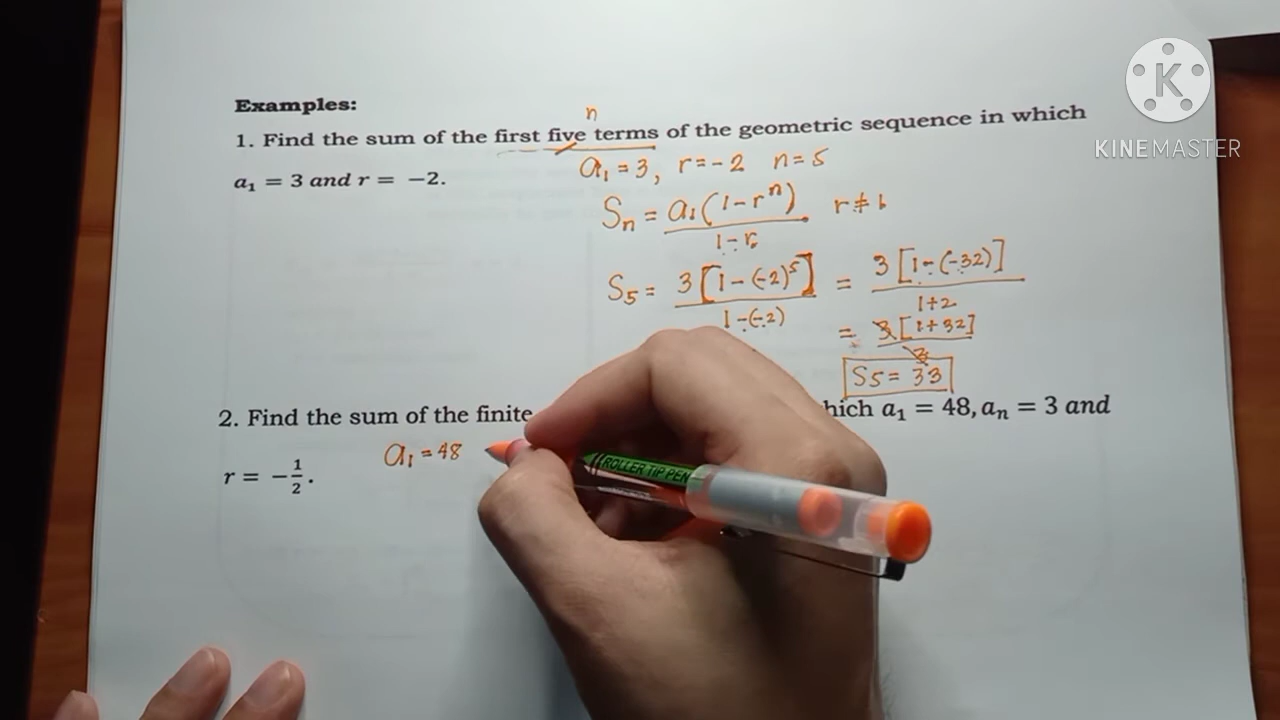 Examples:
n
1. Find the sum of the first five terms of the geometric sequence in which
a₁ = 3 and r = −2.
a₁ = 3, r = −2 n = 5
Sₙ = a₁(1 − rⁿ) / 1 − r r ≠ 1
S₅ = 3[1 − (−2)⁵] / 1 − (−2) = 3[1 − (−32)] / 1 + 2
= 3[1 + 32] / 3
S₅ = 33
2. Find the sum of the finite hich a₁ = 48, aₙ = 3 and
r = −1/2.
a₁ = 48
ROLLER TIP PEN
K
KINEMASTER